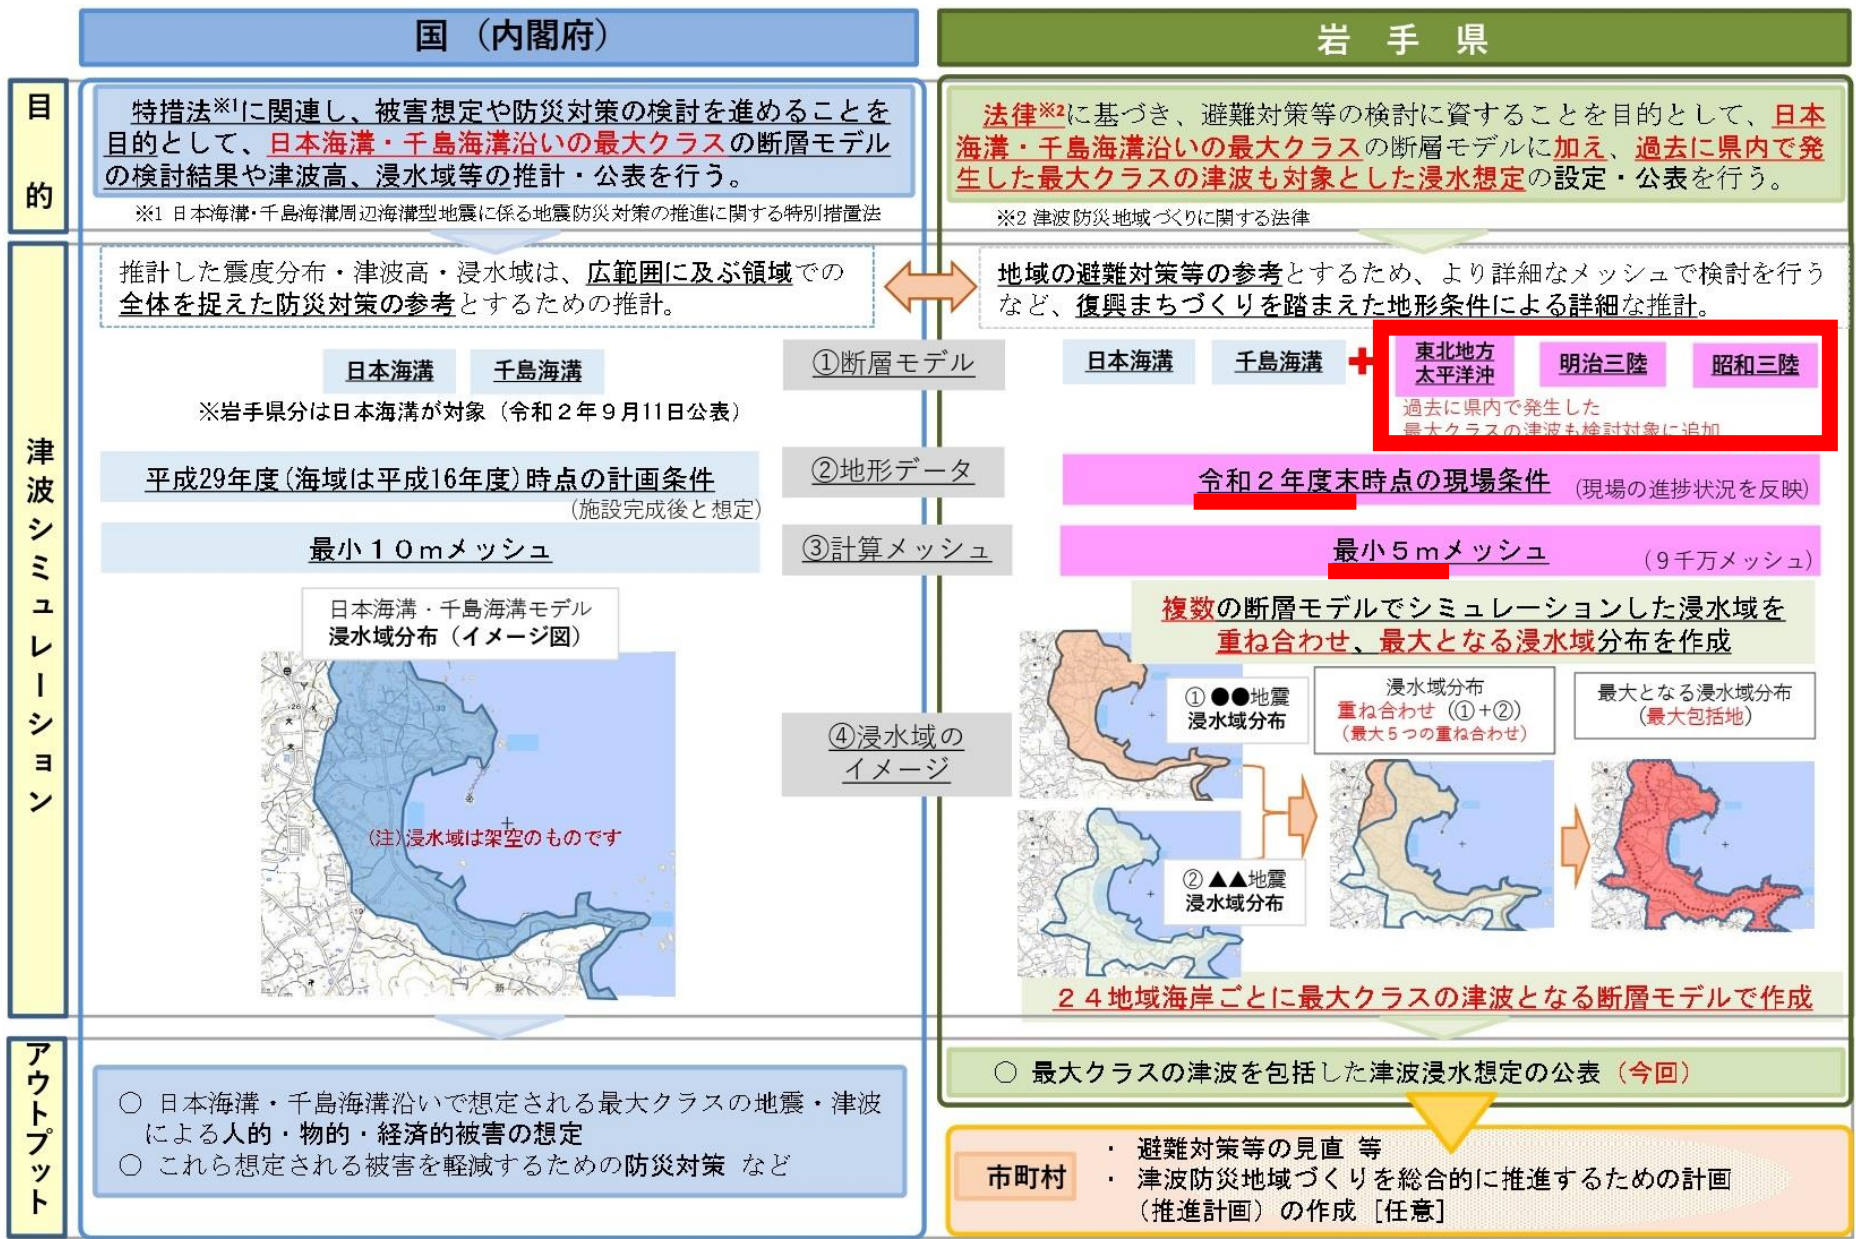 国 （内閣府）
岩 手 県
目的
特措法※1に関連し、被害想定や防災対策の検討を進めることを
目的として、日本海溝・千島海溝沿いの最大クラスの断層モデル
の検討結果や津波高、浸水域等の推計・公表を行う。
※1 日本海溝・千島海溝周辺海溝型地震に係る地震防災対策の推進に関する特別措置法
法律※2に基づき、避難対策等の検討に資することを目的として、日本
海溝・千島海溝沿いの最大クラスの断層モデルに加え、過去に県内で発
生した最大クラスの津波も対象とした浸水想定の設定・公表を行う。
※2 津波防災地域づくりに関する法律
津波シミュレーション
推計した震度分布・津波高・浸水域は、広範囲に及ぶ領域での
全体を捉えた防災対策の参考とするための推計。
地域の避難対策等の参考とするため、より詳細なメッシュで検討を行う
など、復興まちづくりを踏まえた地形条件による詳細な推計。
①断層モデル
日本海溝
千島海溝
※岩手県分は日本海溝が対象（令和２年９月11日公表）
日本海溝
千島海溝
+
東北地方
太平洋沖
明治三陸
昭和三陸
過去に県内で発生した
最大クラスの津波も検討対象に追加
②地形データ
平成29年度(海域は平成16年度)時点の計画条件
(施設完成後と想定)
令和２年度末時点の現場条件 (現場の進捗状況を反映)
③計算メッシュ
最小１０ｍメッシュ
最小５ｍメッシュ (９千万メッシュ)
④浸水域の
イメージ
日本海溝・千島海溝モデル
浸水域分布（イメージ図）
(注)浸水域は架空のものです
複数の断層モデルでシミュレーションした浸水域を
重ね合わせ、最大となる浸水域分布を作成
① ●●地震
浸水域分布
② ▲▲地震
浸水域分布
浸水域分布
重ね合わせ（①＋②）
（最大５つの重ね合わせ）
最大となる浸水域分布
（最大包括地）
２４地域海岸ごとに最大クラスの津波となる断層モデルで作成
アウトプット
○ 日本海溝・千島海溝沿いで想定される最大クラスの地震・津波
による人的・物的・経済的被害の想定
○ これら想定される被害を軽減するための防災対策 など
○ 最大クラスの津波を包括した津波浸水想定の公表（今回）
市町村
・ 避難対策等の見直 等
・ 津波防災地域づくりを総合的に推進するための計画
（推進計画）の作成［任意］